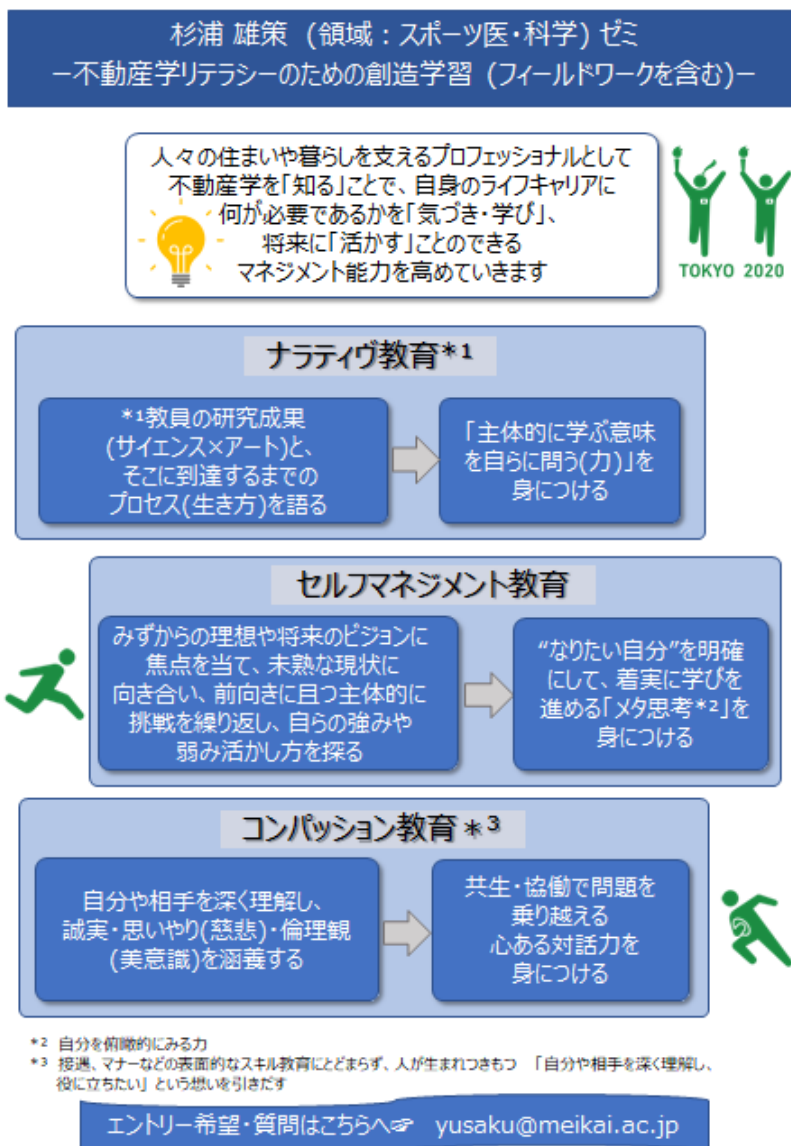 杉浦 雄策 (領域：スポーツ医・科学) ゼミ
－不動産学リテラシーのための創造学習 (フィールドワークを含む)－
人々の住まいや暮らしを支えるプロフェッショナルとして
不動産学を「知る」ことで、自身のライフキャリアに
何が必要であるかを「気づき・学び」、
将来に「活かす」ことのできる
マネジメント能力を高めていきます
TOKYO 2020
ナラティヴ教育*1
*1教員の研究成果
(サイエンス×アート)と、
そこに到達するまでの
プロセス(生き方)を語る
「主体的に学ぶ意味
を自らに問う(力)」を
身につける
セルフマネジメント教育
みずからの理想や将来のビジョンに
焦点を当て、未熟な現状に
向き合い、前向きに且つ主体的に
挑戦を繰り返し、自らの強みや
弱み活かし方を探る
“なりたい自分”を明確
にして、着実に学びを
進める「メタ思考*2」を
身につける
コンパッション教育*3
自分や相手を深く理解し、
誠実・思いやり(慈悲)・倫理観
(美意識)を涵養する
共生・協働で問題を
乗り越える
心ある対話力を
身につける
*2 自分を俯瞰的にみる力
*3 接遇、マナーなどの表面的なスキル教育にとどまらず、人が生まれつきもつ 「自分や相手を深く理解し、
役に立ちたい」という想いを引きだす
エントリー希望・質問はこちらへ☞ yusaku@meikai.ac.jp